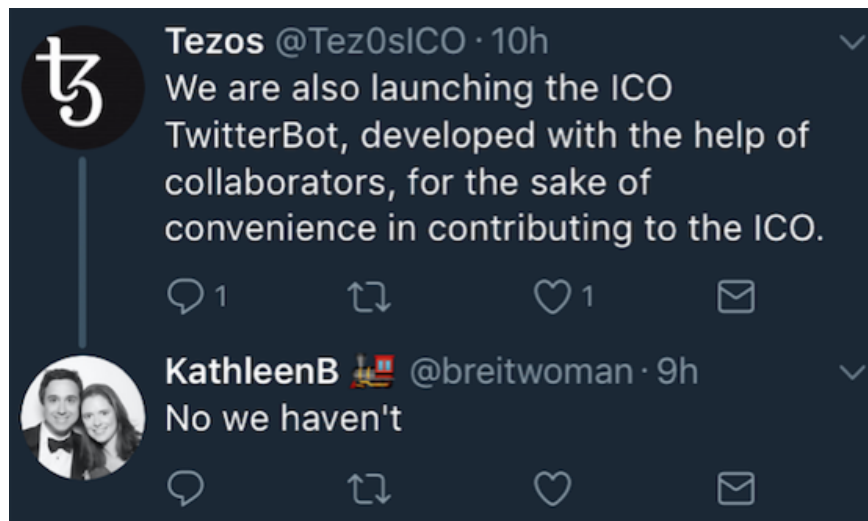 Tezos @Tez0sICO · 10h
We are also launching the ICO
TwitterBot, developed with the help of
collaborators, for the sake of
convenience in contributing to the ICO.
1 1
KathleenB 🚂 @breitwoman · 9h
No we haven't